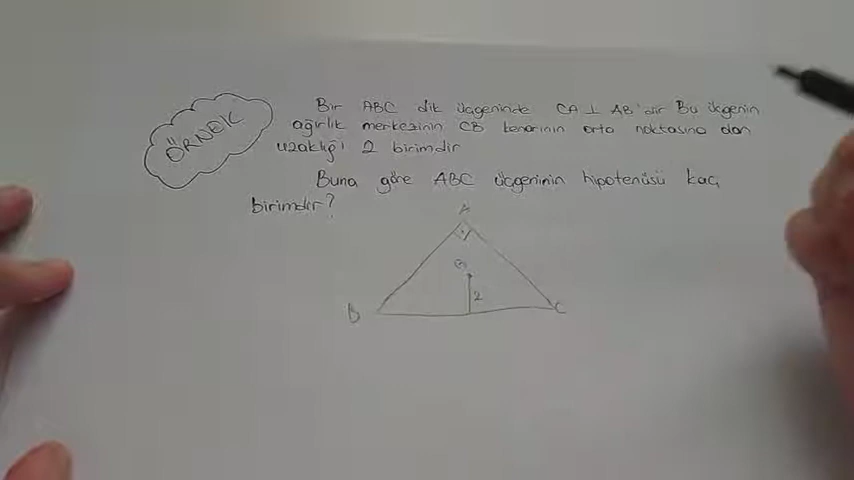 ÖRNEK
Bir ABC dik üçgeninde CA ⊥ AB'dir Bu üçgenin
ağırlık merkezinin CB kenarının orta noktasına olan
uzaklığı 2 birimdir
Buna göre ABC üçgeninin hipotenüsü kaç
birimdir?
A
G
2
B
C